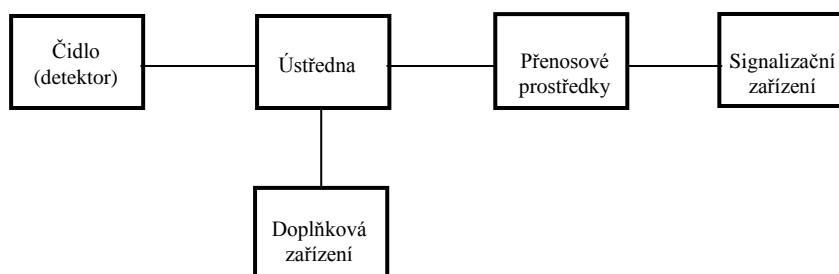 Čidlo
(detektor)
Ústředna
Přenosové
prostředky
Signalizační
zařízení
Doplňková
zařízení